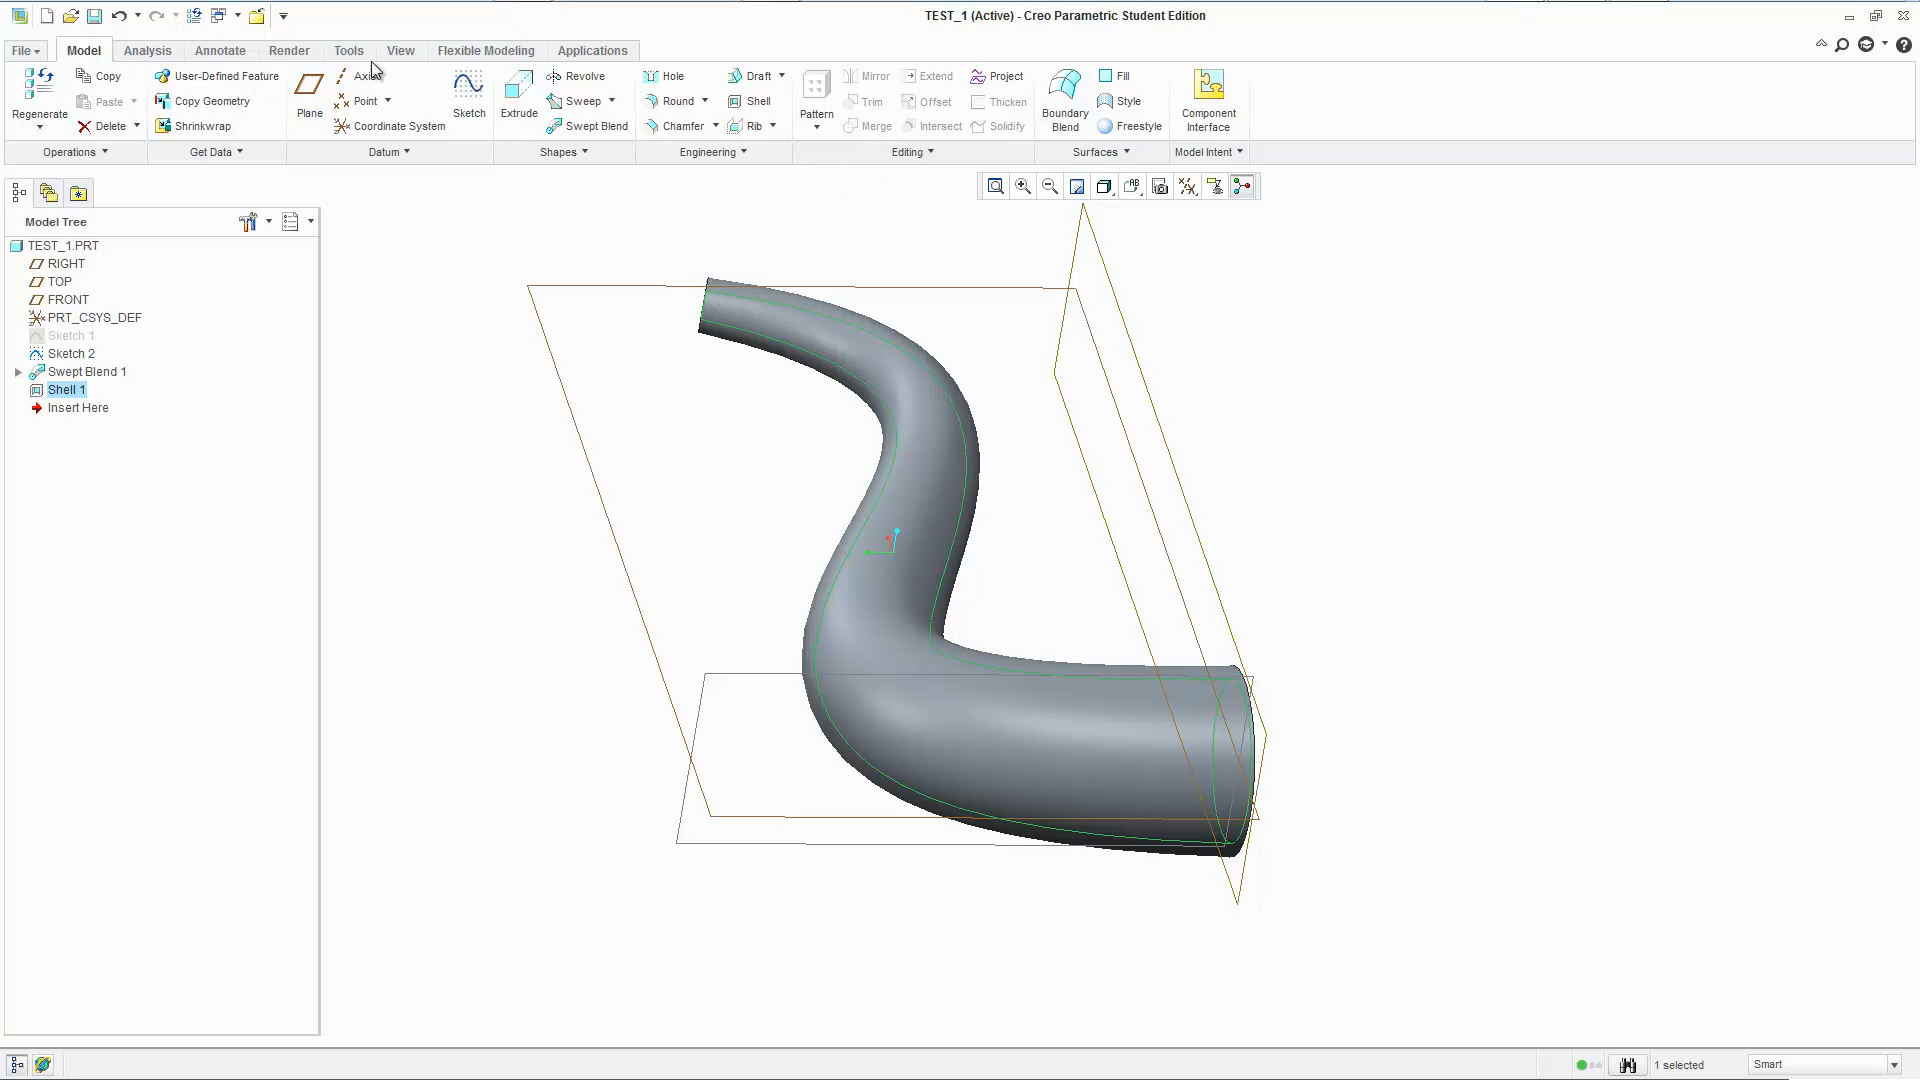 TEST_1 (Active) - Creo Parametric Student Edition
File Model Analysis Annotate Render Tools View Flexible Modeling Applications
Regenerate
Copy
Paste
Delete
Operations
User-Defined Feature
Copy Geometry
Shrinkwrap
Get Data
Plane
Axis
Point
Coordinate System
Sketch
Datum
Extrude
Revolve
Sweep
Swept Blend
Shapes
Hole
Round
Chamfer
Draft
Shell
Rib
Engineering
Pattern
Mirror
Trim
Merge
Extend
Offset
Intersect
Project
Thicken
Solidify
Editing
Boundary
Blend
Fill
Style
Freestyle
Surfaces
Component
Interface
Model Intent
Model Tree
TEST_1.PRT
RIGHT
TOP
FRONT
PRT_CSYS_DEF
Sketch 1
Sketch 2
Swept Blend 1
Shell 1
Insert Here
1 selected
Smart